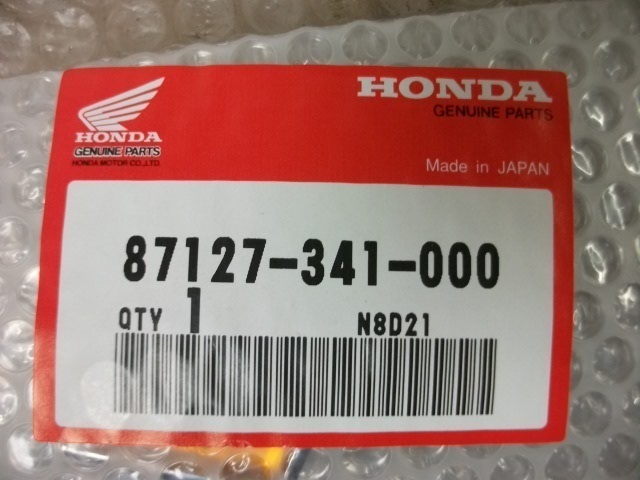 HONDA
GENUINE PARTS
HONDA MOTOR CO.,LTD.
HONDA
GENUINE PARTS
Made in JAPAN
87127-341-000
QTY 1 N8D21